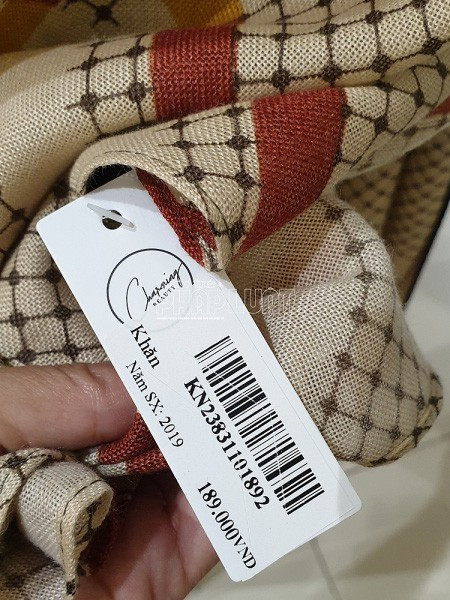 Charming
BEAUTY
Khăn
Năm SX: 2019
KN23831101892
189.000VND